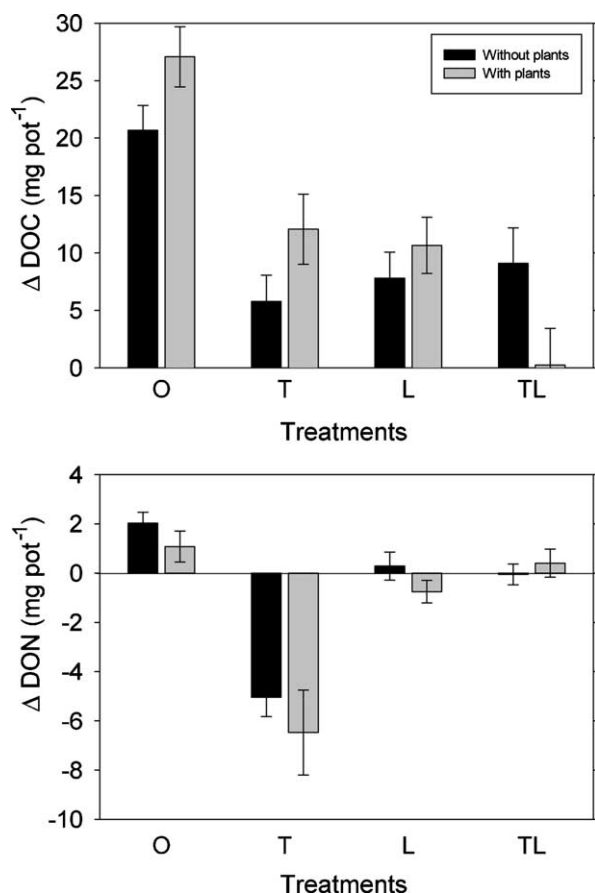 Δ DOC (mg pot⁻¹)
30
25
20
15
10
5
0
Without plants
With plants
O T L TL
Treatments
Δ DON (mg pot⁻¹)
4
2
0
-2
-4
-6
-8
-10
O T L TL
Treatments